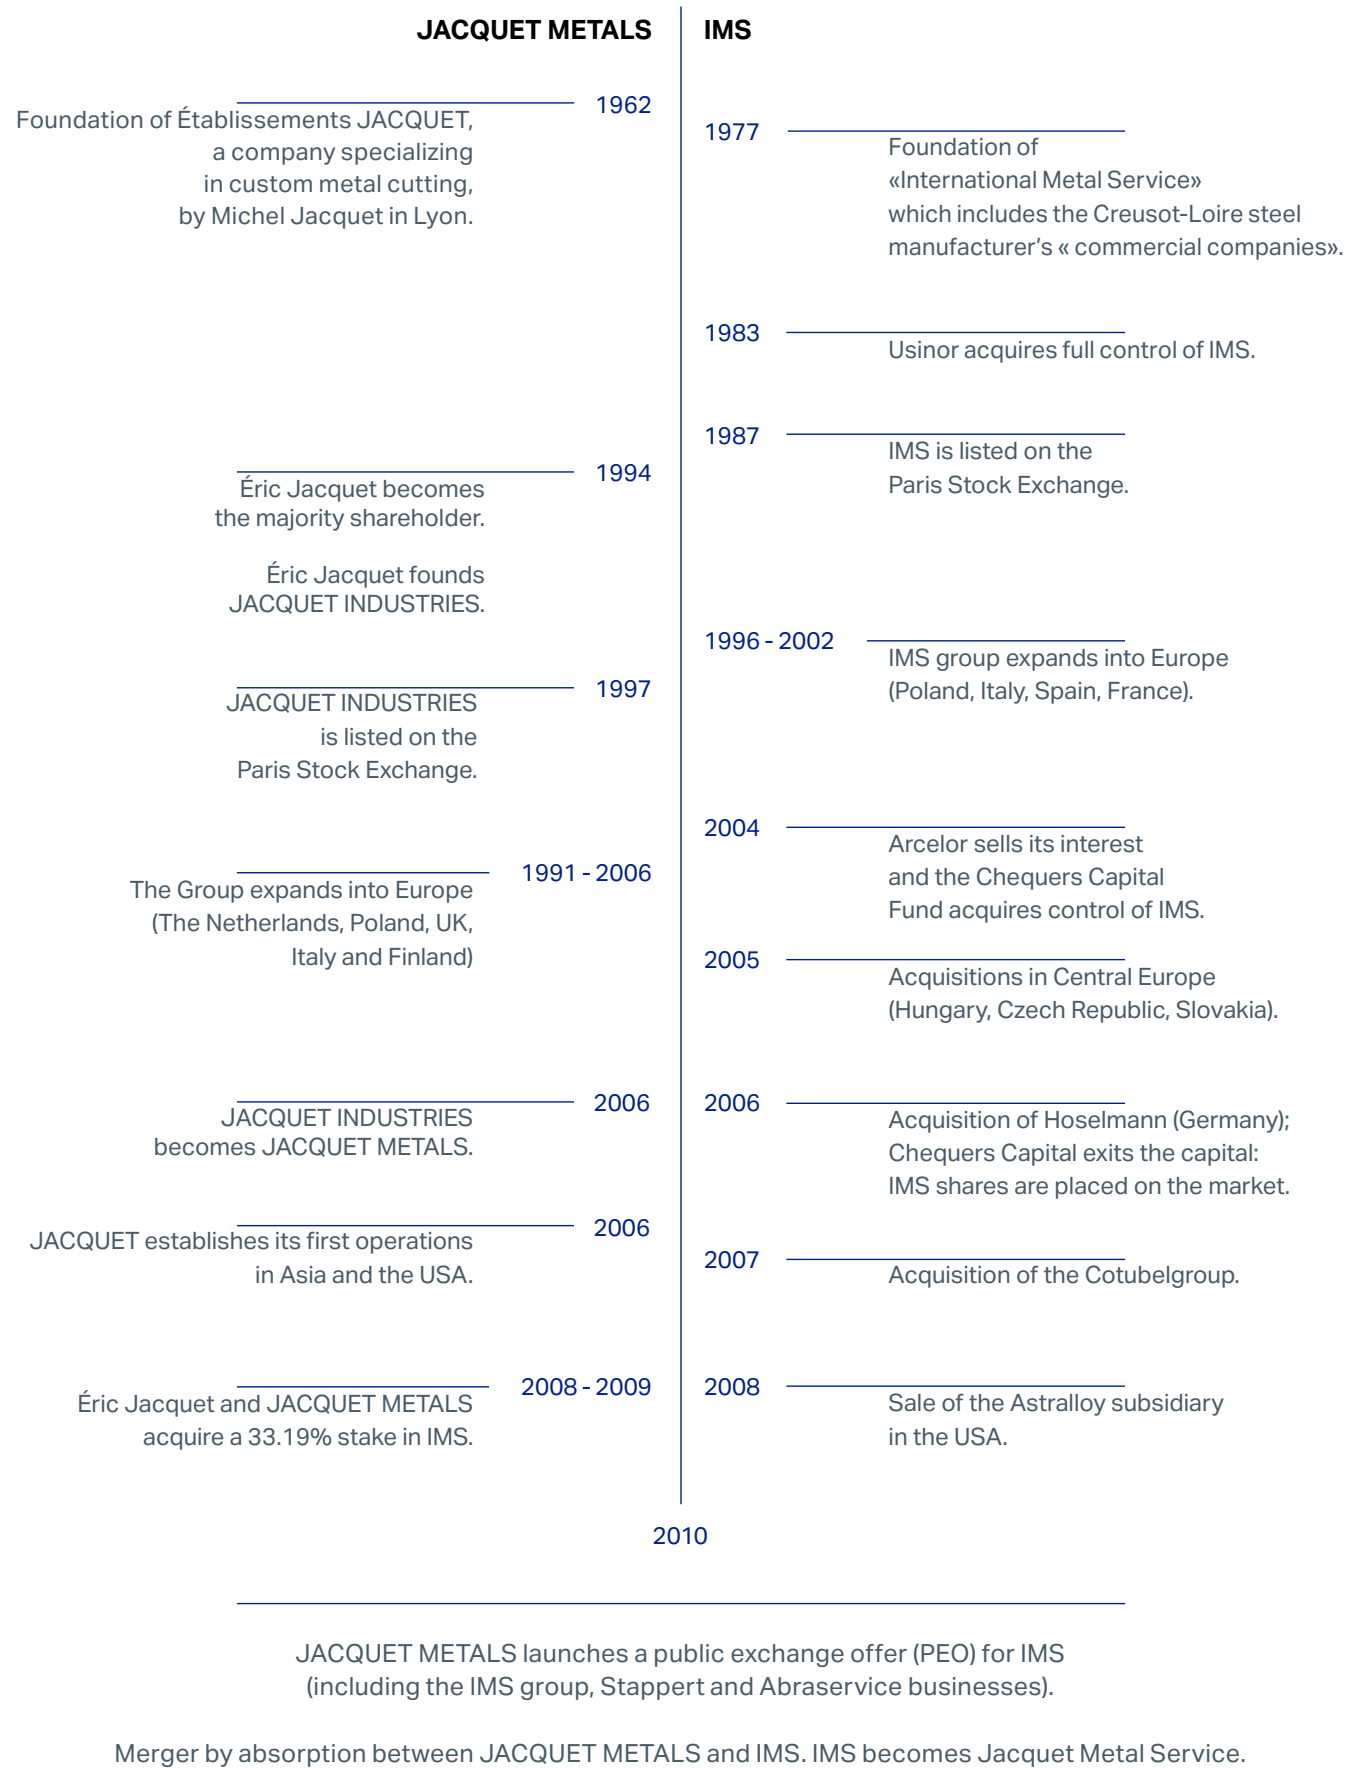 JACQUET METALS
1962
Foundation of Établissements JACQUET,
a company specializing
in custom metal cutting,
by Michel Jacquet in Lyon.
1994
Éric Jacquet becomes
the majority shareholder.
Éric Jacquet founds
JACQUET INDUSTRIES.
1997
JACQUET INDUSTRIES
is listed on the
Paris Stock Exchange.
1991 - 2006
The Group expands into Europe
(The Netherlands, Poland, UK,
Italy and Finland)
2006
JACQUET INDUSTRIES
becomes JACQUET METALS.
2006
JACQUET establishes its first operations
in Asia and the USA.
2008 - 2009
Éric Jacquet and JACQUET METALS
acquire a 33.19% stake in IMS.
IMS
1977
Foundation of
«International Metal Service»
which includes the Creusot-Loire steel
manufacturer's « commercial companies».
1983
Usinor acquires full control of IMS.
1987
IMS is listed on the
Paris Stock Exchange.
1996 - 2002
IMS group expands into Europe
(Poland, Italy, Spain, France).
2004
Arcelor sells its interest
and the Chequers Capital
Fund acquires control of IMS.
2005
Acquisitions in Central Europe
(Hungary, Czech Republic, Slovakia).
2006
Acquisition of Hoselmann (Germany);
Chequers Capital exits the capital:
IMS shares are placed on the market.
2007
Acquisition of the Cotubelgroup.
2008
Sale of the Astralloy subsidiary
in the USA.
2010
JACQUET METALS launches a public exchange offer (PEO) for IMS
(including the IMS group, Stappert and Abraservice businesses).
Merger by absorption between JACQUET METALS and IMS. IMS becomes Jacquet Metal Service.